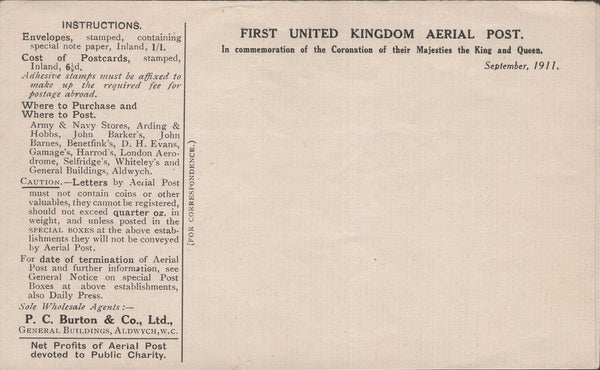 INSTRUCTIONS.
Envelopes, stamped, containing
special note paper, Inland, 1/1.
Cost of Postcards, stamped,
Inland, 6½d.
Adhesive stamps must be affixed to
make up the required fee for
postage abroad.
Where to Purchase and
Where to Post.
Army & Navy Stores, Arding &
Hobbs, John Barker's, John
Barnes, Benetfink's, D. H. Evans,
Gamage's, Harrod's, London Aero-
drome, Selfridge's, Whiteley's and
General Buildings, Aldwych.
CAUTION.—Letters by Aerial Post
must not contain coins or other
valuables, they cannot be registered,
should not exceed quarter oz. in
weight, and unless posted in the
SPECIAL BOXES at the above estab-
lishments they will not be conveyed
by Aerial Post.
For date of termination of Aerial
Post and further information, see
General Notice on special Post
Boxes at above establishments,
also Daily Press.
Sole Wholesale Agents:—
P. C. Burton & Co., Ltd.,
GENERAL BUILDINGS, ALDWYCH, W.C.
Net Profits of Aerial Post
devoted to Public Charity.
(FOR CORRESPONDENCE.)
FIRST UNITED KINGDOM AERIAL POST.
In commemoration of the Coronation of their Majesties the King and Queen.
September, 1911.